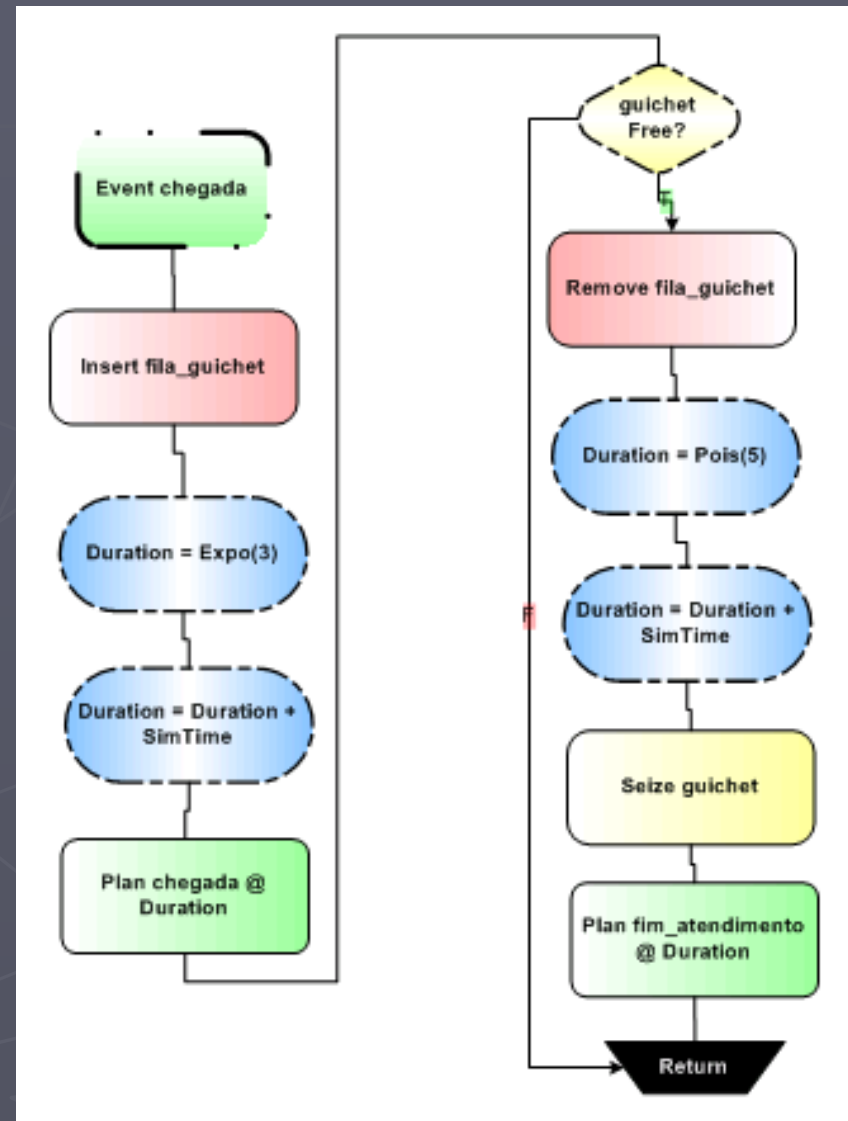 Event chegada
Insert fila_guichet
Duration = Expo(3)
Duration = Duration +
SimTime
Plan chegada @
Duration
guichet
Free?
T
Remove fila_guichet
Duration = Pois(5)
Duration = Duration +
SimTime
F
Seize guichet
Plan fim_atendimento
@ Duration
Return